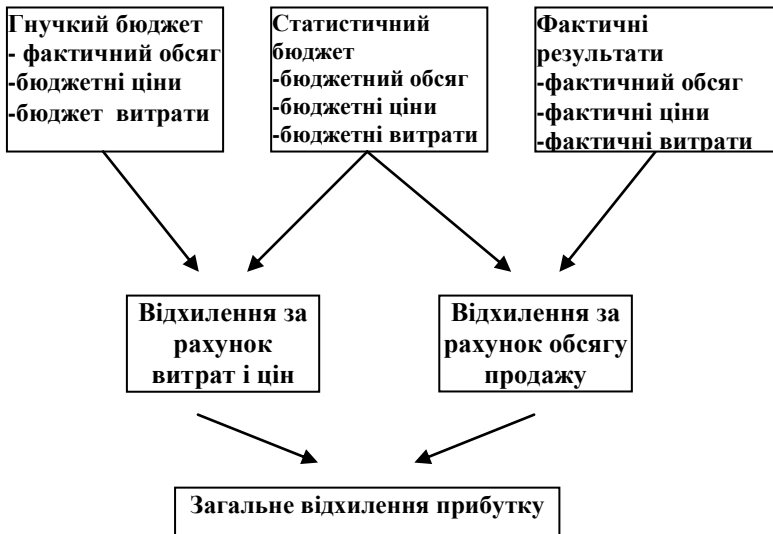 Гнучкий бюджет
- фактичний обсяг
-бюджетні ціни
-бюджет витрати
Статистичний
бюджет
-бюджетний обсяг
-бюджетні ціни
-бюджетні витрати
Фактичні
результати
-фактичний обсяг
-фактичні ціни
-фактичні витрати
Відхилення за
рахунок
витрат і цін
Відхилення за
рахунок обсягу
продажу
Загальне відхилення прибутку